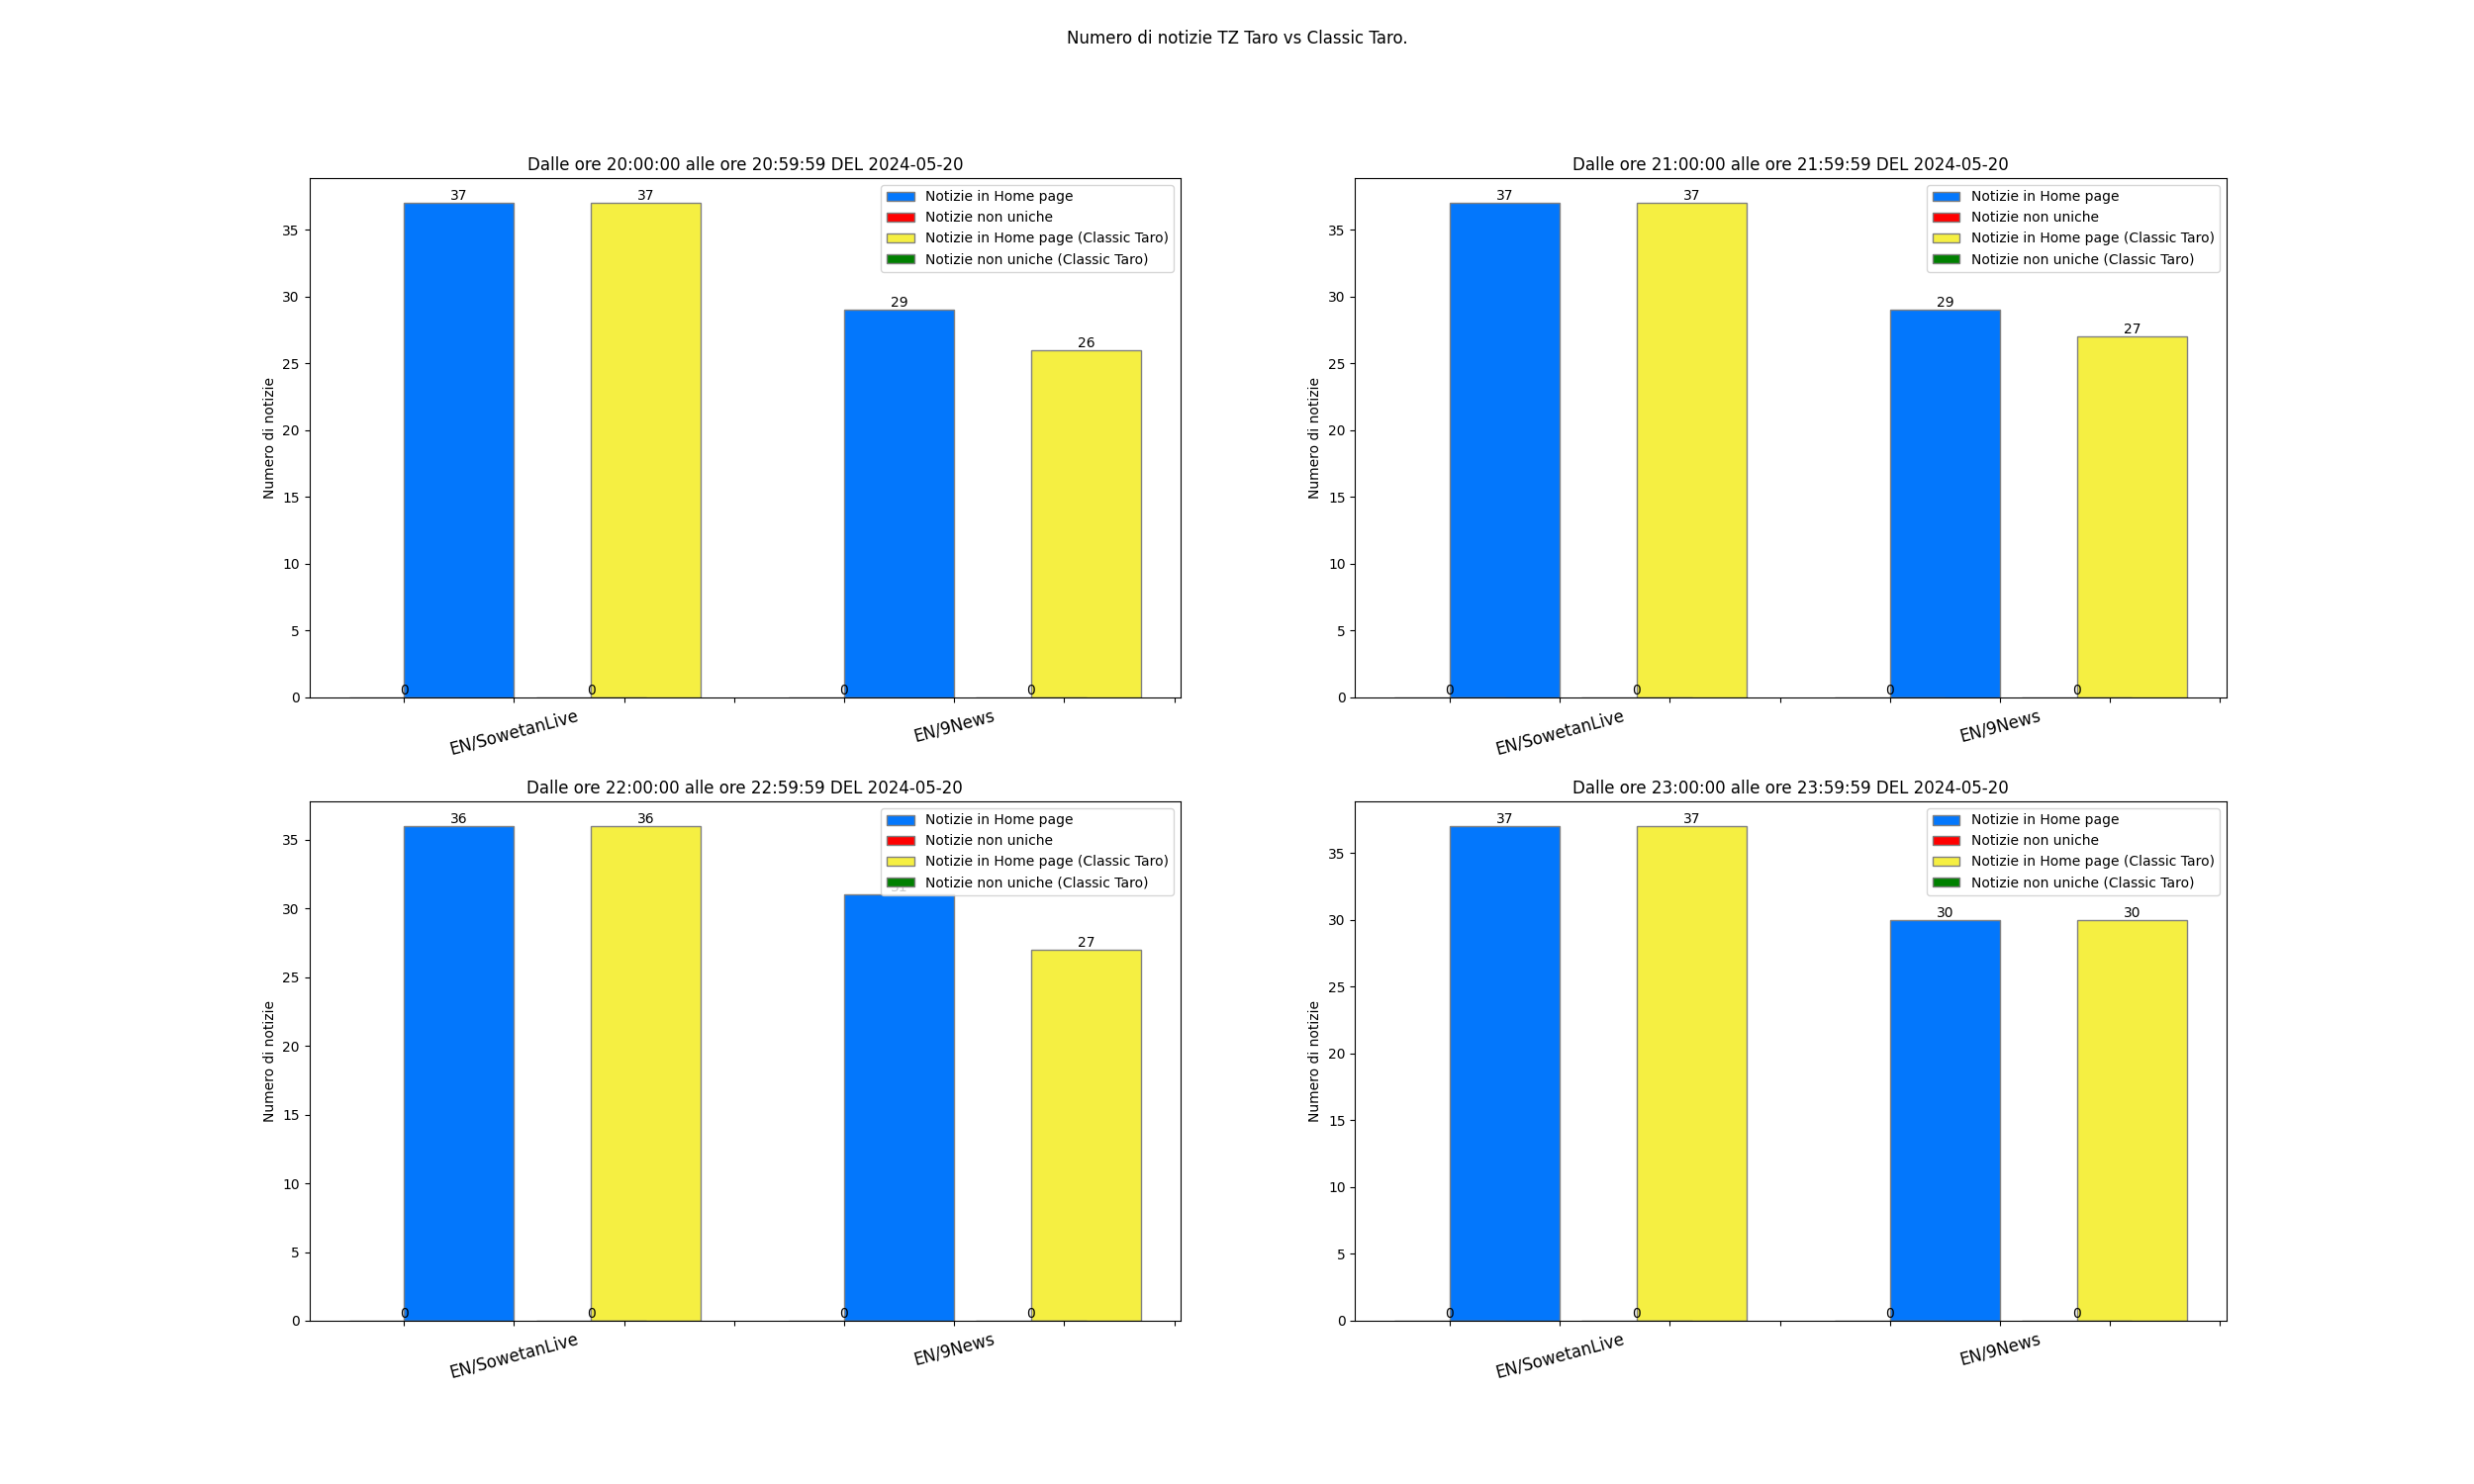 Numero di notizie TZ Taro vs Classic Taro.
Dalle ore 20:00:00 alle ore 20:59:59 DEL 2024-05-20
Numero di notizie
35
30
25
20
15
10
5
0
37
37
29
26
0
0
0
0
Notizie in Home page
Notizie non uniche
Notizie in Home page (Classic Taro)
Notizie non uniche (Classic Taro)
EN/SowetanLive
EN/9News
Dalle ore 21:00:00 alle ore 21:59:59 DEL 2024-05-20
Numero di notizie
35
30
25
20
15
10
5
0
37
37
29
27
0
0
0
0
Notizie in Home page
Notizie non uniche
Notizie in Home page (Classic Taro)
Notizie non uniche (Classic Taro)
EN/SowetanLive
EN/9News
Dalle ore 22:00:00 alle ore 22:59:59 DEL 2024-05-20
Numero di notizie
35
30
25
20
15
10
5
0
36
36
27
0
0
0
0
Notizie in Home page
Notizie non uniche
Notizie in Home page (Classic Taro)
Notizie non uniche (Classic Taro)
EN/SowetanLive
EN/9News
Dalle ore 23:00:00 alle ore 23:59:59 DEL 2024-05-20
Numero di notizie
35
30
25
20
15
10
5
0
37
37
30
30
0
0
0
0
Notizie in Home page
Notizie non uniche
Notizie in Home page (Classic Taro)
Notizie non uniche (Classic Taro)
EN/SowetanLive
EN/9News